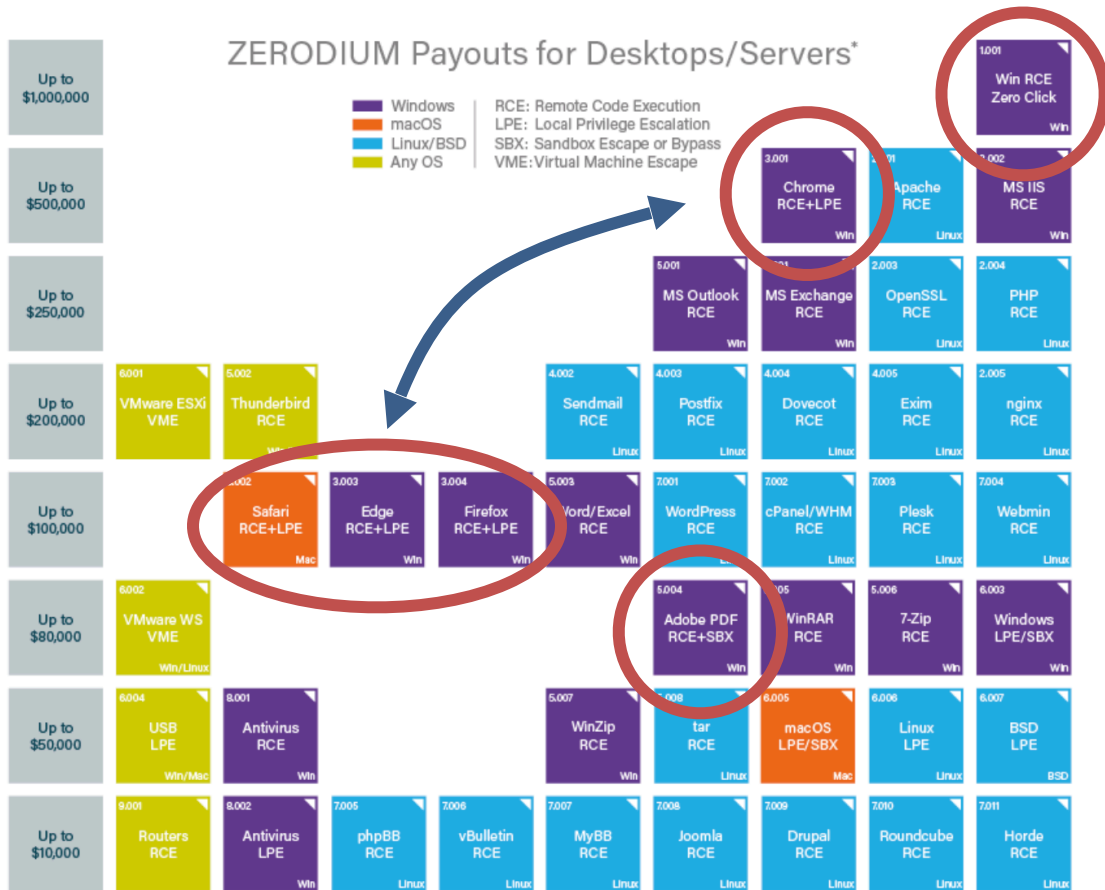 ZERODIUM Payouts for Desktops/Servers*
Windows
macOS
Linux/BSD
Any OS
RCE: Remote Code Execution
LPE: Local Privilege Escalation
SBX: Sandbox Escape or Bypass
VME: Virtual Machine Escape
Up to
$1,000,000
1.001
Win RCE
Zero Click
Win
Up to
$500,000
3.001
Chrome
RCE+LPE
Win
Apache
RCE
Linux
MS IIS
RCE
Win
Up to
$250,000
5.001
MS Outlook
RCE
Win
MS Exchange
RCE
Win
2.003
OpenSSL
RCE
Linux
2.004
PHP
RCE
Linux
Up to
$200,000
6.001
VMware ESXi
VME
5.002
Thunderbird
RCE
4.002
Sendmail
RCE
Linux
4.003
Postfix
RCE
Linux
4.004
Dovecot
RCE
Linux
4.005
Exim
RCE
Linux
2.005
nginx
RCE
Linux
Up to
$100,000
Safari
RCE+LPE
Mac
3.003
Edge
RCE+LPE
Win
3.004
Firefox
RCE+LPE
Win
5.003
Word/Excel
RCE
Win
7.001
WordPress
RCE
7.002
cPanel/WHM
RCE
Linux
7.003
Plesk
RCE
Linux
7.004
Webmin
RCE
Linux
Up to
$80,000
6.002
VMware WS
VME
Win/Linux
5.004
Adobe PDF
RCE+SBX
Win
WinRAR
RCE
Win
5.006
7-Zip
RCE
Win
6.003
Windows
LPE/SBX
Win
Up to
$50,000
6.004
USB
LPE
Win/Mac
8.001
Antivirus
RCE
Win
5.007
WinZip
RCE
Win
tar
RCE
Linux
6.005
macOS
LPE/SBX
Mac
6.006
Linux
LPE
Linux
6.007
BSD
LPE
BSD
Up to
$10,000
9.001
Routers
RCE
8.002
Antivirus
LPE
Win
7.005
phpBB
RCE
Linux
7.006
vBulletin
RCE
Linux
7.007
MyBB
RCE
Linux
7.008
Joomla
RCE
Linux
7.009
Drupal
RCE
Linux
7.010
Roundcube
RCE
Linux
7.011
Horde
RCE
Linux